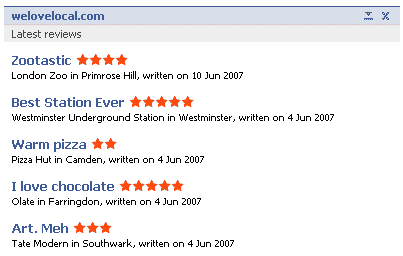 welovelocal.com
Latest reviews
Zootastic
London Zoo in Primrose Hill, written on 10 Jun 2007
Best Station Ever
Westminster Underground Station in Westminster, written on 4 Jun 2007
Warm pizza
Pizza Hut in Camden, written on 4 Jun 2007
I love chocolate
Olate in Farringdon, written on 4 Jun 2007
Art. Meh
Tate Modern in Southwark, written on 4 Jun 2007